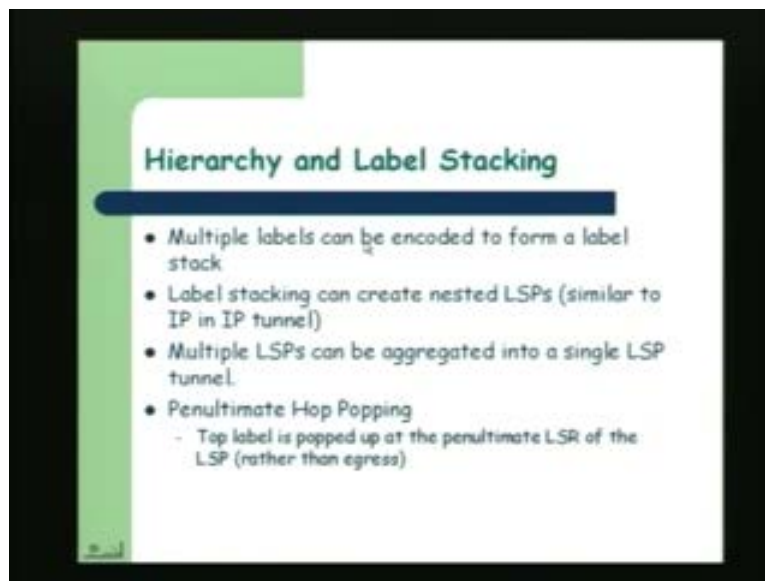 Hierarchy and Label Stacking
• Multiple labels can be encoded to form a label
stack
• Label stacking can create nested LSPs (similar to
IP in IP tunnel)
• Multiple LSPs can be aggregated into a single LSP
tunnel.
• Penultimate Hop Popping
- Top label is popped up at the penultimate LSR of the
LSP (rather than egress)